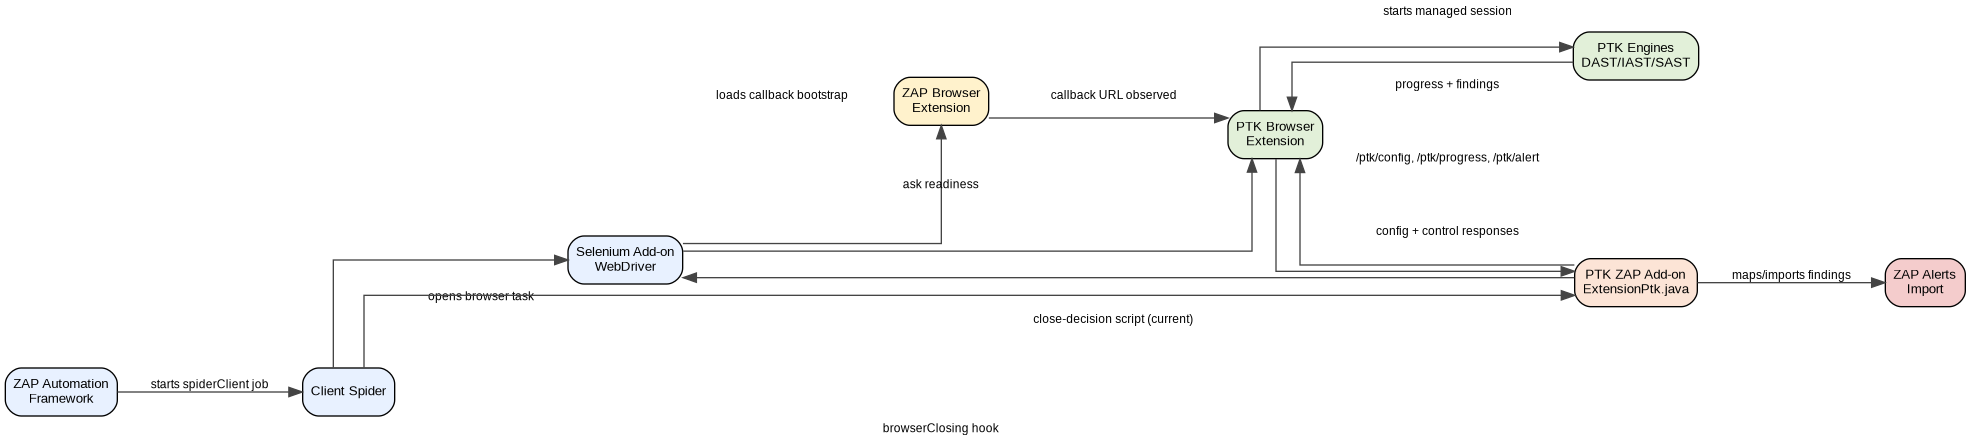 starts managed session
PTK Engines
DAST/IAST/SAST
progress + findings
loads callback bootstrap
ZAP Browser
Extension
callback URL observed
PTK Browser
Extension
/ptk/config, /ptk/progress, /ptk/alert
ask readiness
config + control responses
Selenium Add-on
WebDriver
PTK ZAP Add-on
ExtensionPtk.java
maps/imports findings
ZAP Alerts
Import
opens browser task
close-decision script (current)
ZAP Automation
Framework
starts spiderClient job
Client Spider
browserClosing hook